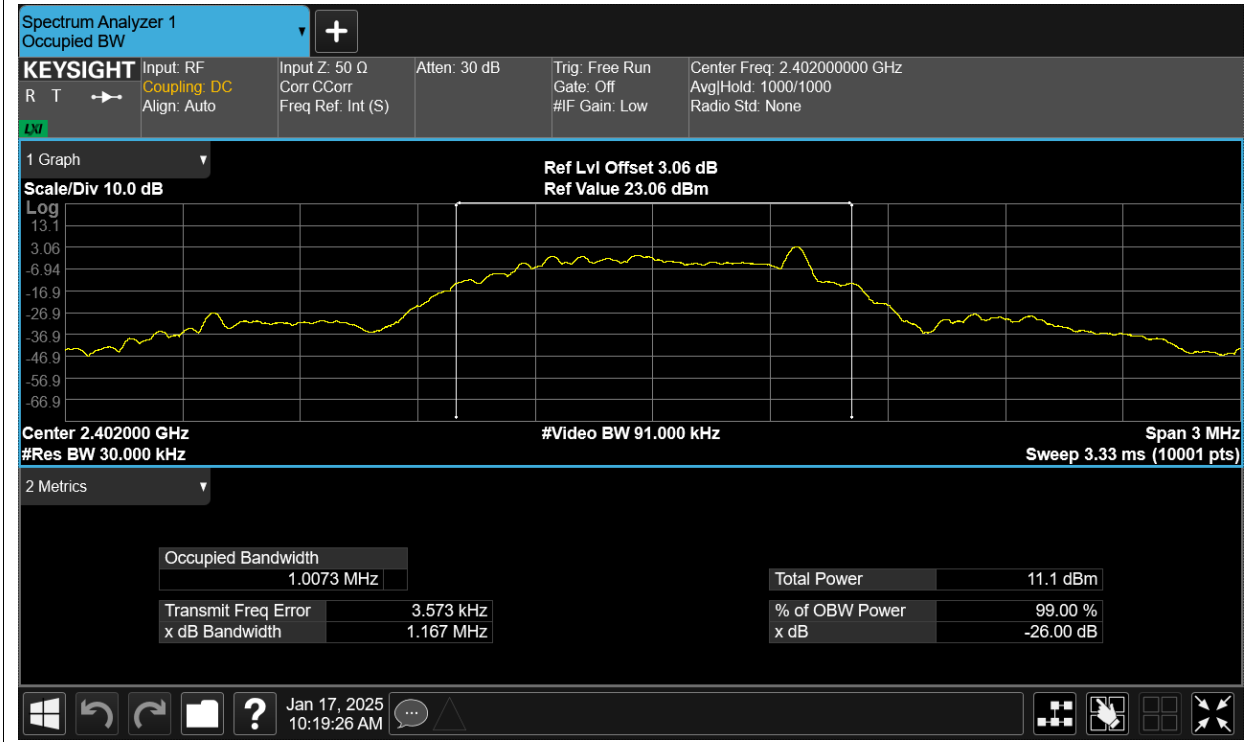 Spectrum Analyzer 1
Occupied BW
KEYSIGHT
R T
LXI
Input: RF
Coupling: DC
Align: Auto
Input Z: 50 Ω
Corr CCorr
Freq Ref: Int (S)
Atten: 30 dB
Trig: Free Run
Gate: Off
#IF Gain: Low
Center Freq: 2.402000000 GHz
Avg|Hold: 1000/1000
Radio Std: None
1 Graph
Scale/Div 10.0 dB
Ref Lvl Offset 3.06 dB
Ref Value 23.06 dBm
Log
13.1
3.06
-6.94
-16.9
-26.9
-36.9
-46.9
-56.9
-66.9
Center 2.402000 GHz
#Res BW 30.000 kHz
#Video BW 91.000 kHz
Span 3 MHz
Sweep 3.33 ms (10001 pts)
2 Metrics
Occupied Bandwidth
1.0073 MHz
Transmit Freq Error 3.573 kHz
x dB Bandwidth 1.167 MHz
Total Power 11.1 dBm
% of OBW Power 99.00 %
x dB -26.00 dB
?
Jan 17, 2025
10:19:26 AM